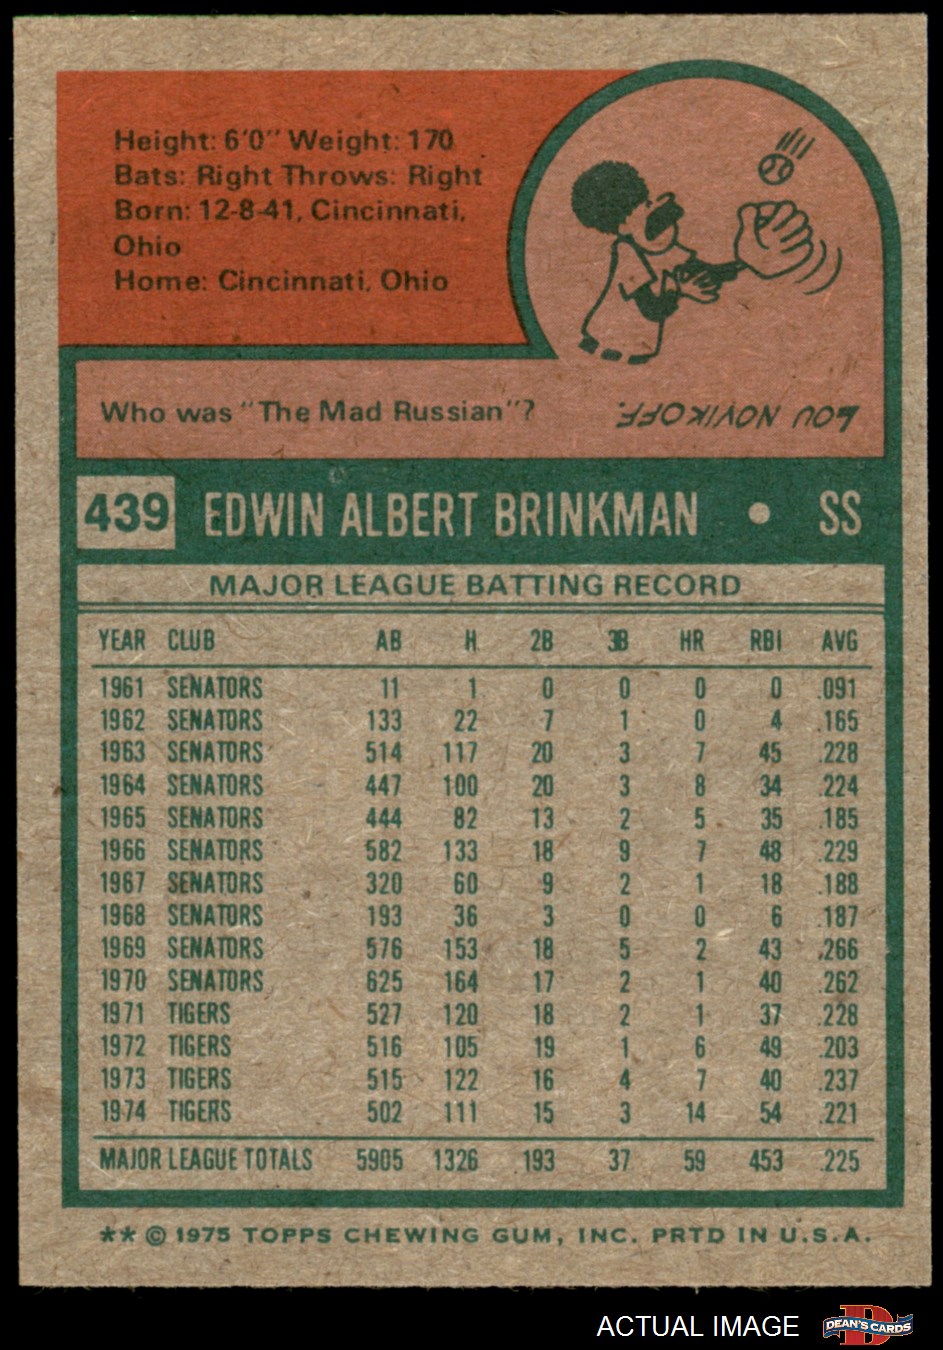 Height: 6'0" Weight: 170
Bats: Right Throws: Right
Born: 12-8-41, Cincinnati,
Ohio
Home: Cincinnati, Ohio
Who was "The Mad Russian"?
LOU NOVIKOFF.
439 EDWIN ALBERT BRINKMAN • SS
MAJOR LEAGUE BATTING RECORD
YEAR CLUB AB H 2B 3B HR RBI AVG
1961 SENATORS 11 1 0 0 0 0 .091
1962 SENATORS 133 22 7 1 0 4 .165
1963 SENATORS 514 117 20 3 7 45 .228
1964 SENATORS 447 100 20 3 8 34 .224
1965 SENATORS 444 82 13 2 5 35 .185
1966 SENATORS 582 133 18 9 7 48 .229
1967 SENATORS 320 60 9 2 1 18 .188
1968 SENATORS 193 36 3 0 0 6 .187
1969 SENATORS 576 153 18 5 2 43 .266
1970 SENATORS 625 164 17 2 1 40 .262
1971 TIGERS 527 120 18 2 1 37 .228
1972 TIGERS 516 105 19 1 6 49 .203
1973 TIGERS 515 122 16 4 7 40 .237
1974 TIGERS 502 111 15 3 14 54 .221
MAJOR LEAGUE TOTALS 5905 1326 193 37 59 453 .225
** © 1975 TOPPS CHEWING GUM, INC. PRTD IN U.S.A.
ACTUAL IMAGE DEAN'S CARDS